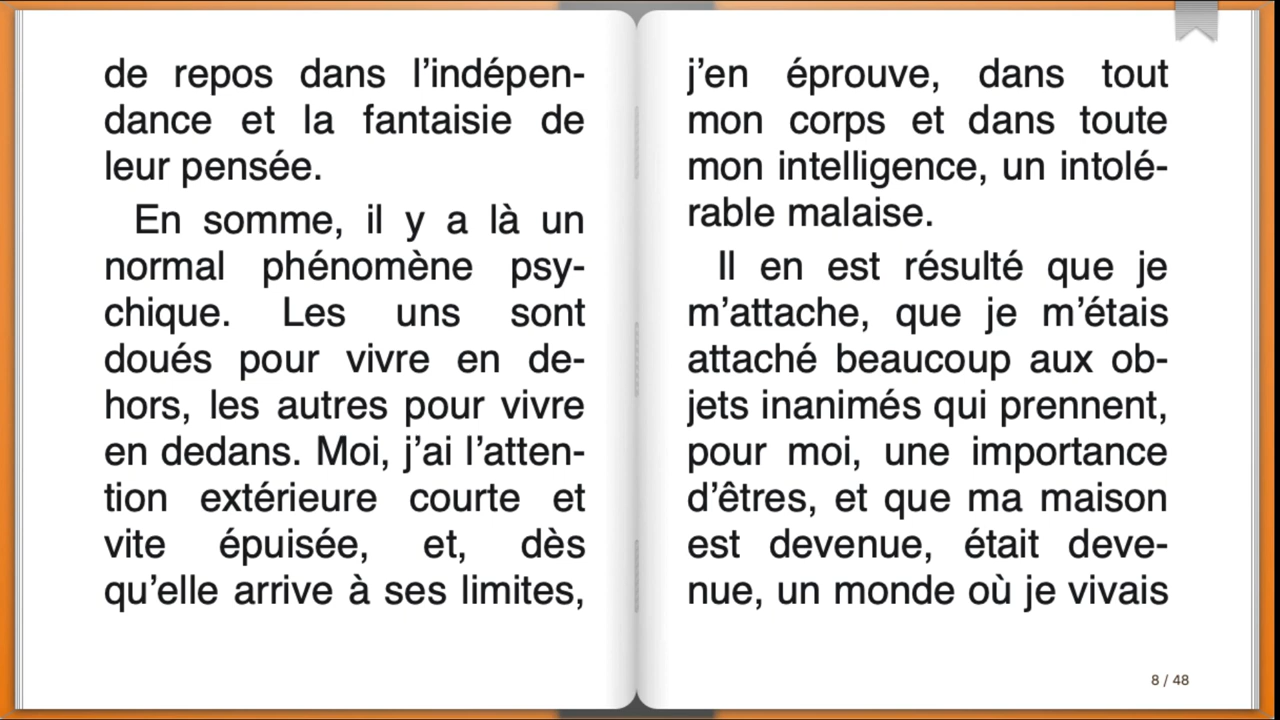 de repos dans l’indépen-
dance et la fantaisie de
leur pensée.
En somme, il y a là un
normal phénomène psy-
chique. Les uns sont
doués pour vivre en de-
hors, les autres pour vivre
en dedans. Moi, j’ai l’atten-
tion extérieure courte et
vite épuisée, et, dès
qu’elle arrive à ses limites,
j’en éprouve, dans tout
mon corps et dans toute
mon intelligence, un intolé-
rable malaise.
Il en est résulté que je
m’attache, que je m’étais
attaché beaucoup aux ob-
jets inanimés qui prennent,
pour moi, une importance
d’êtres, et que ma maison
est devenue, était deve-
nue, un monde où je vivais
8 / 48